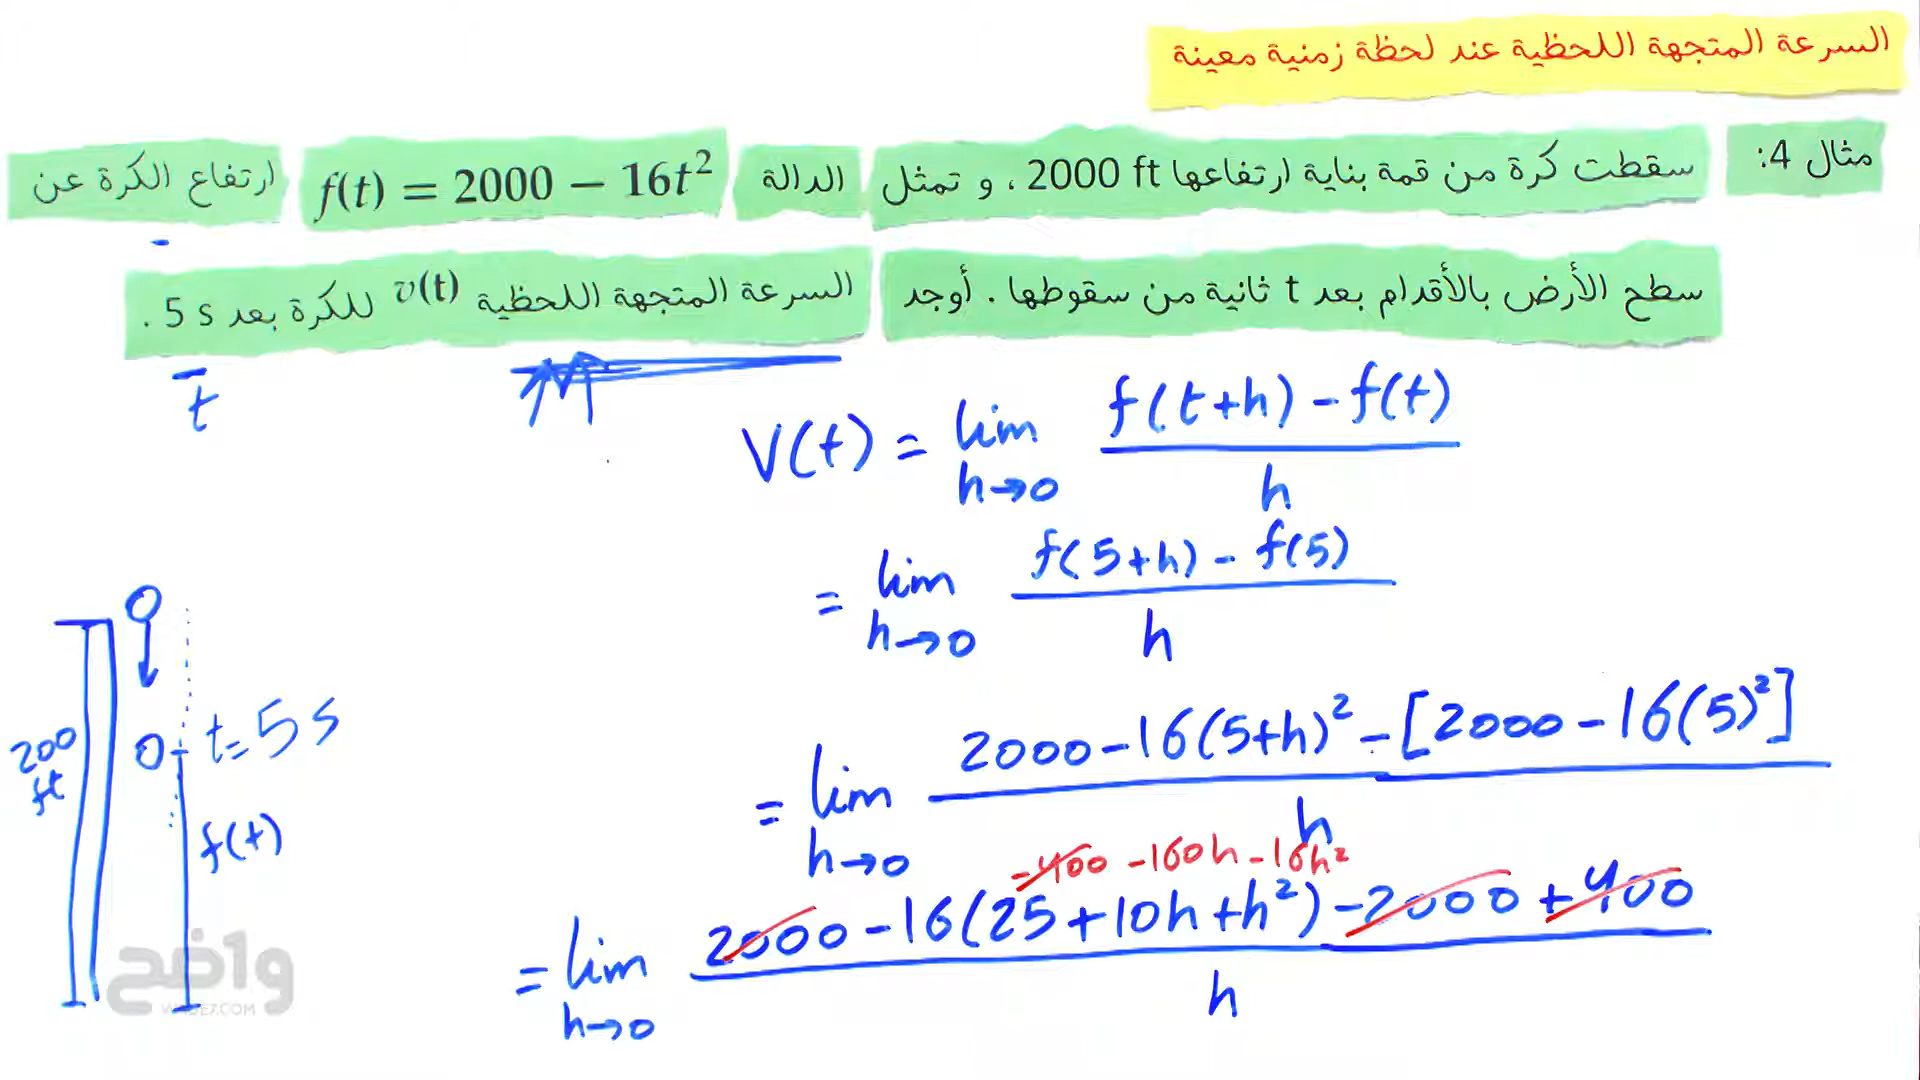 السرعة المتجهة اللحظية عند لحظة زمنية معينة
مثال 4: سقطت كرة من قمة بناية ارتفاعها 2000 ft ، و تمثل الدالة f(t) = 2000 − 16t² ارتفاع الكرة عن
سطح الأرض بالأقدام بعد t ثانية من سقوطها . أوجد السرعة المتجهة اللحظية v(t) للكرة بعد 5 s .
t
V(t) = lim h→0 f(t+h) - f(t) / h
= lim h→0 f(5+h) - f(5) / h
= lim h→0 2000 - 16(5+h)² - [2000 - 16(5)²] / h
-400 -160h -16h²
= lim h→0 2000 - 16(25+10h+h²) - 2000 + 400 / h
t=5s
200 ft
f(t)
واضح